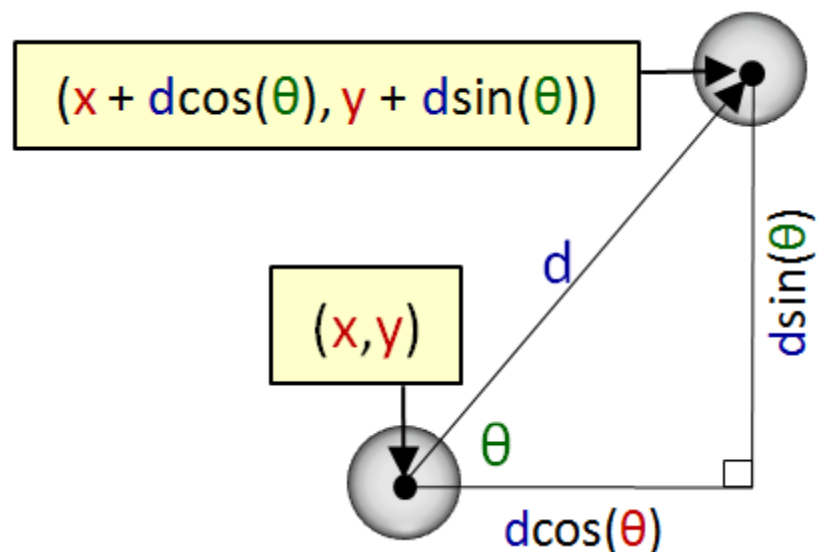 (x + dcos(θ), y + dsin(θ))
d
dsin(θ)
(x,y)
θ
dcos(θ)